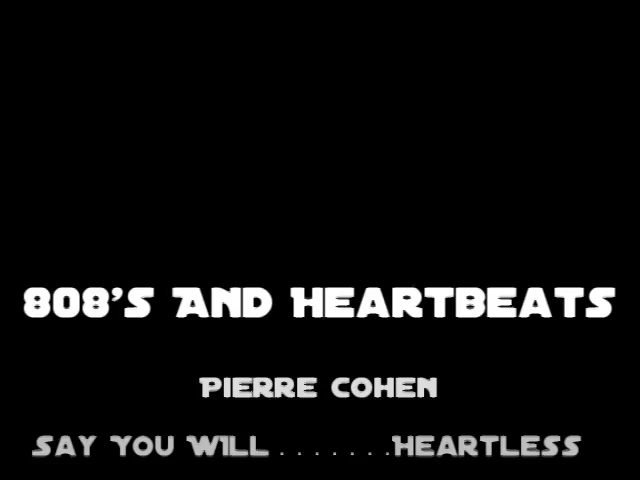 808's And Heartbeats
Pierre Cohen
Say You Will . . . . . . .Heartless